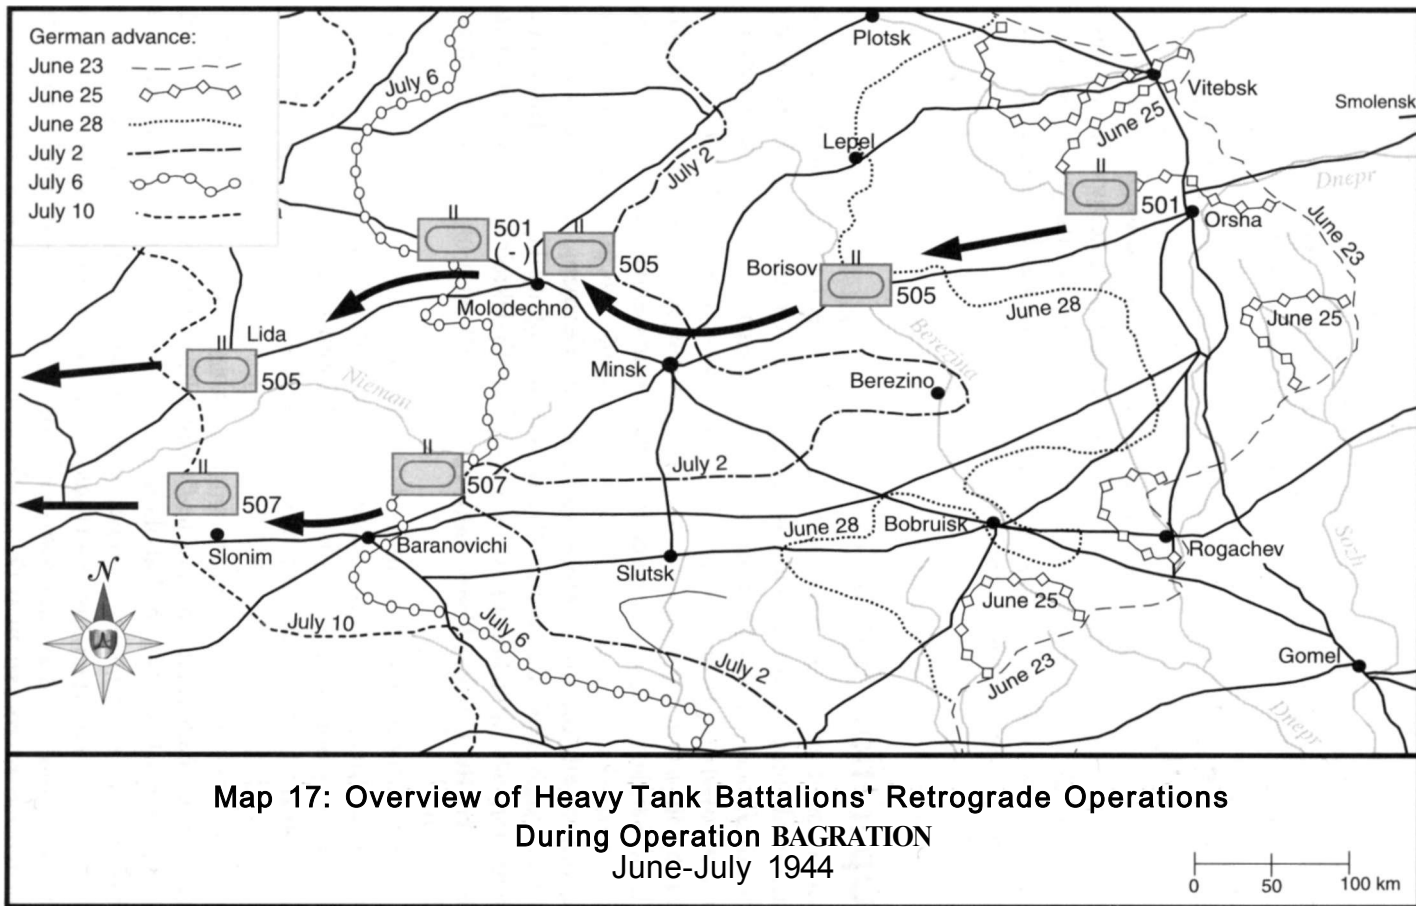 German advance:
June 23
June 25
June 28
July 2
July 6
July 10
July 6
Plotsk
Vitebsk
Smolensk
June 25
Lepel
July 2
Dnepr
501
Orsha
June 23
501
(-)
505
Borisov
505
Molodechno
June 28
June 25
Lida
505
Minsk
Berezina
Berezino
Nieman
July 2
507
507
June 28
Bobruisk
Rogachev
Sozh
Slonim
Baranovichi
Slutsk
N
June 25
July 10
July 6
July 2
June 23
Gomel
Dnepr
Map 17: Overview of Heavy Tank Battalions' Retrograde Operations
During Operation BAGRATION
June-July 1944
0 50 100 km